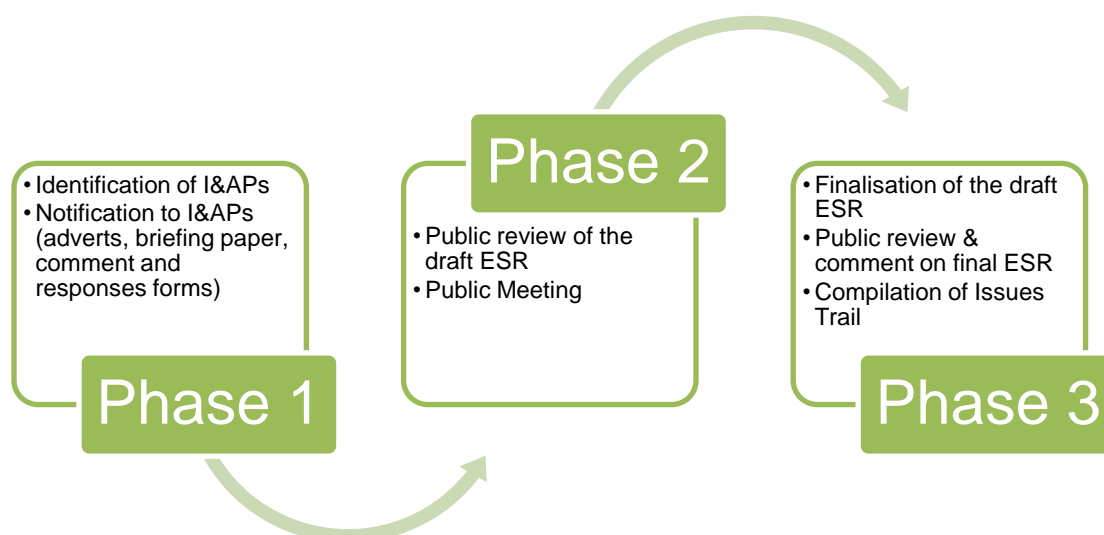 • Identification of I&APs
• Notification to I&APs
(adverts, briefing paper,
comment and
responses forms)
Phase 1
Phase 2
• Public review of the
draft ESR
• Public Meeting
• Finalisation of the draft
ESR
• Public review &
comment on final ESR
• Compilation of Issues
Trail
Phase 3